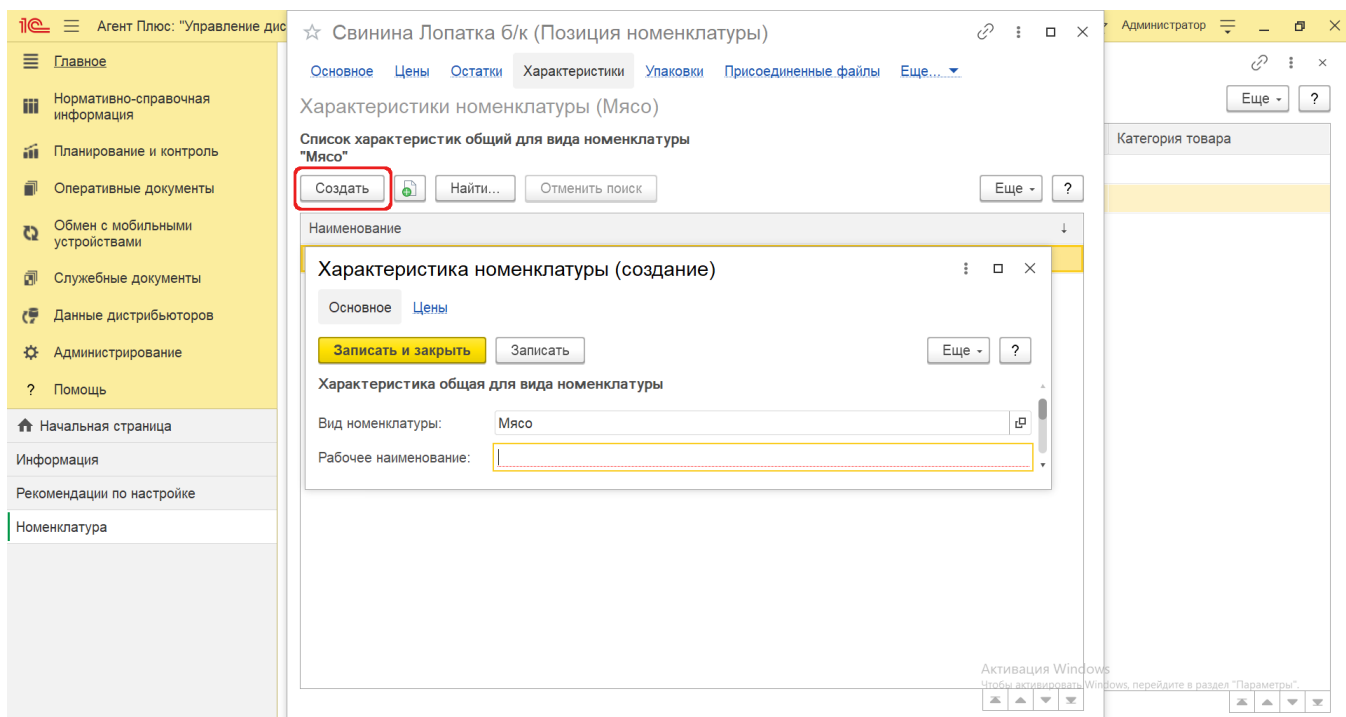 1С Агент Плюс: "Управление дис
Администратор
Главное
Нормативно-справочная
информация
Планирование и контроль
Оперативные документы
Обмен с мобильными
устройствами
Служебные документы
Данные дистрибьюторов
Администрирование
? Помощь
Начальная страница
Информация
Рекомендации по настройке
Номенклатура
Свинина Лопатка б/к (Позиция номенклатуры)
Основное Цены Остатки Характеристики Упаковки Присоединенные файлы Еще...
Характеристики номенклатуры (Мясо)
Список характеристик общий для вида номенклатуры
"Мясо"
Создать Найти... Отменить поиск Еще ?
Наименование
Характеристика номенклатуры (создание)
Основное Цены
Записать и закрыть Записать Еще ?
Характеристика общая для вида номенклатуры
Вид номенклатуры: Мясо
Рабочее наименование:
Еще ?
Категория товара
Активация Windows
Чтобы активировать Windows, перейдите в раздел "Параметры".